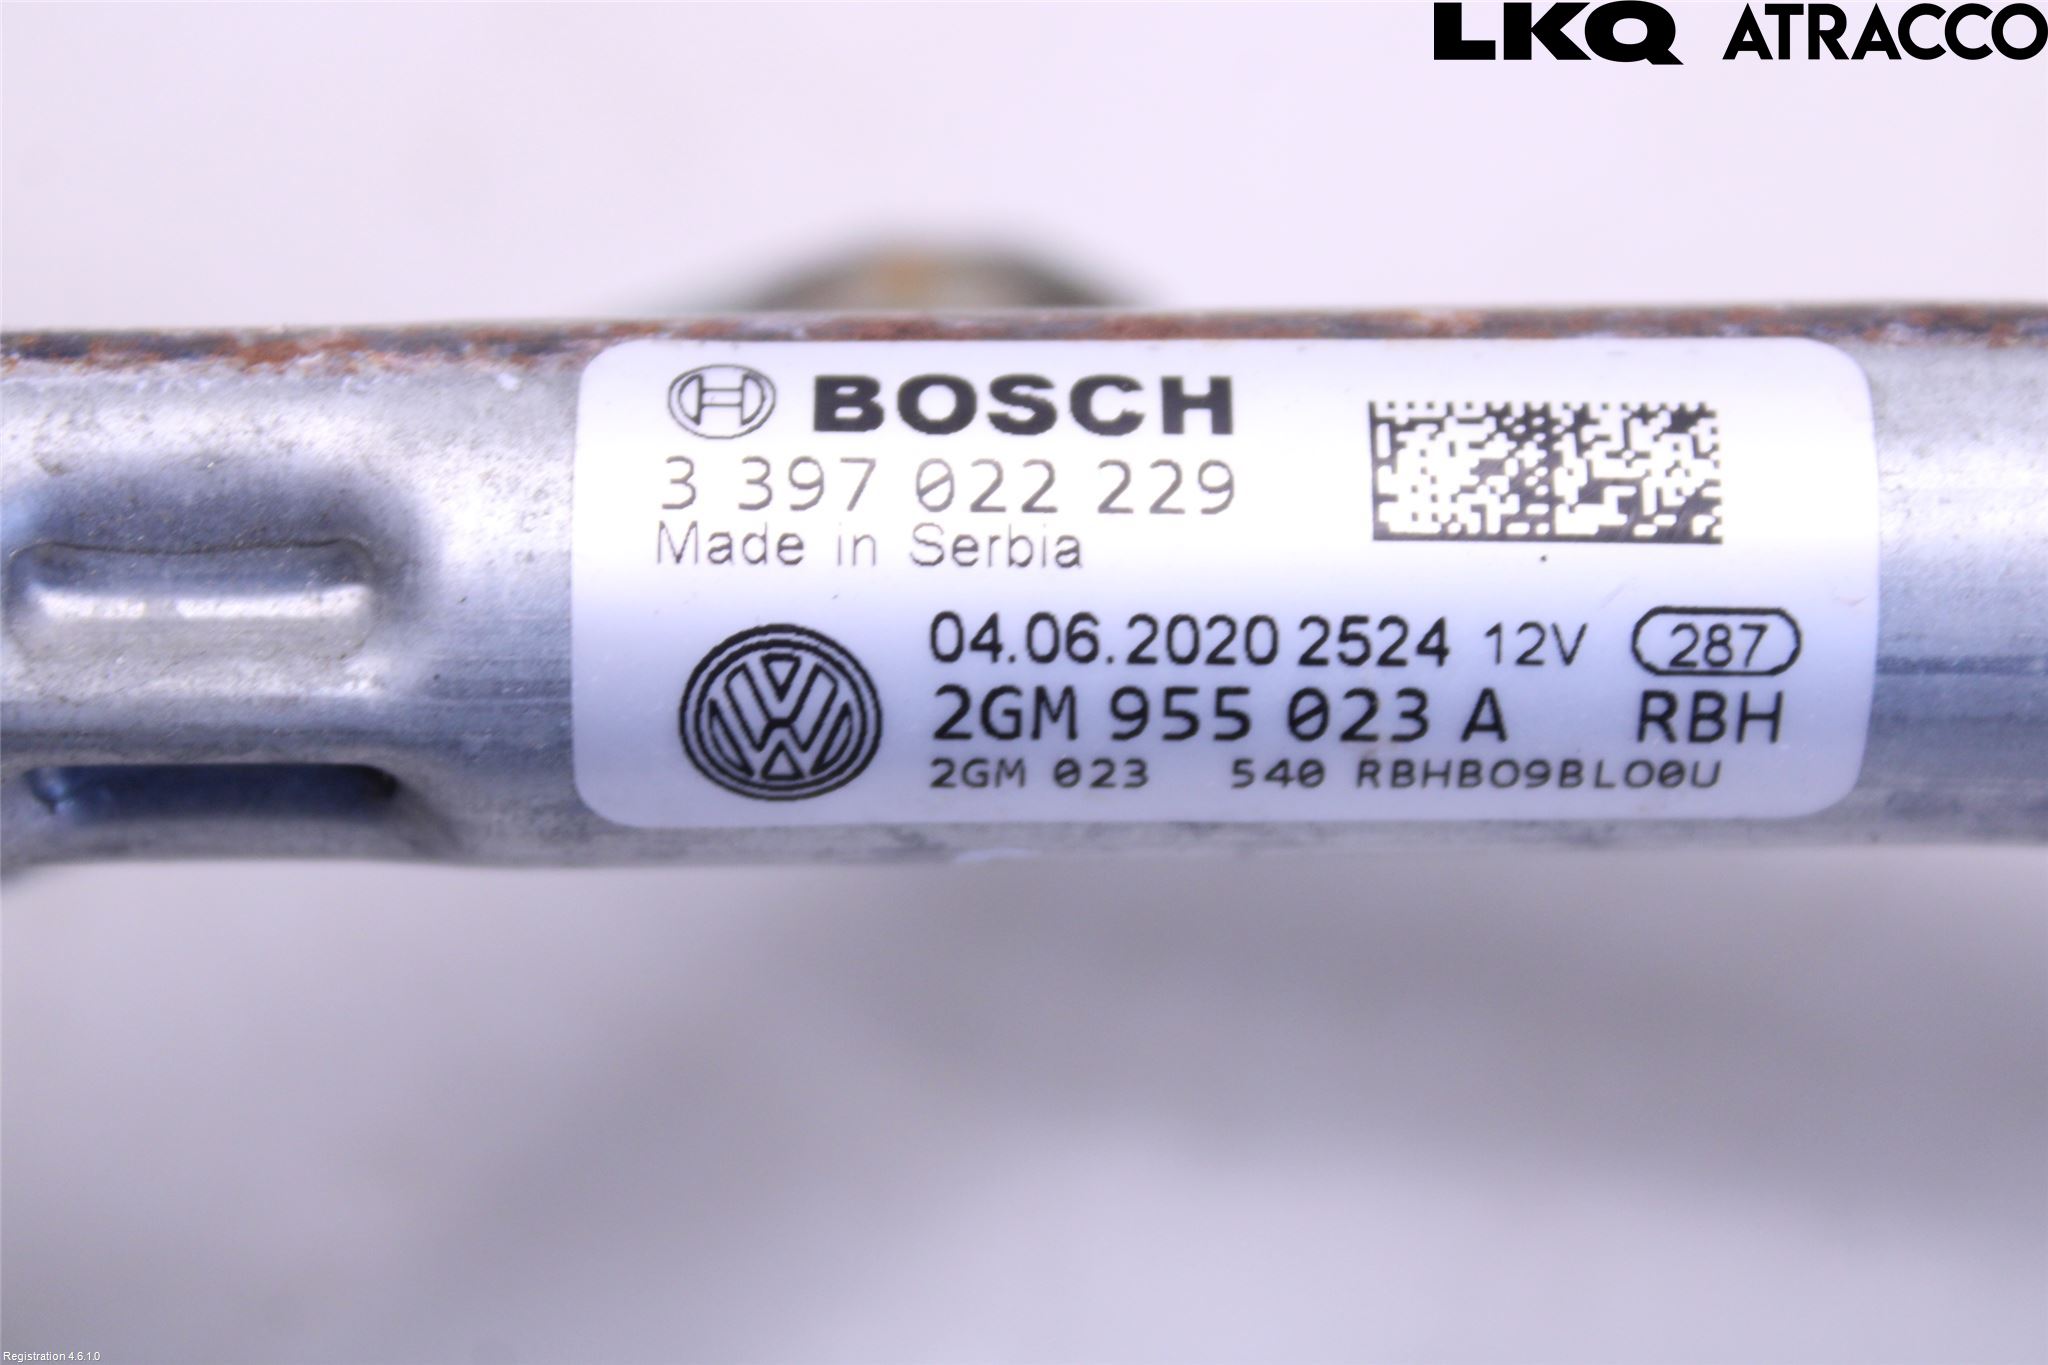 LKQ ATRACCO
BOSCH
3 397 022 229
Made in Serbia
04.06.2020 2524 12V 287
2GM 955 023 A RBH
2GM 023 540 RBHBO9BLO0U
Registration 4.6.1.0